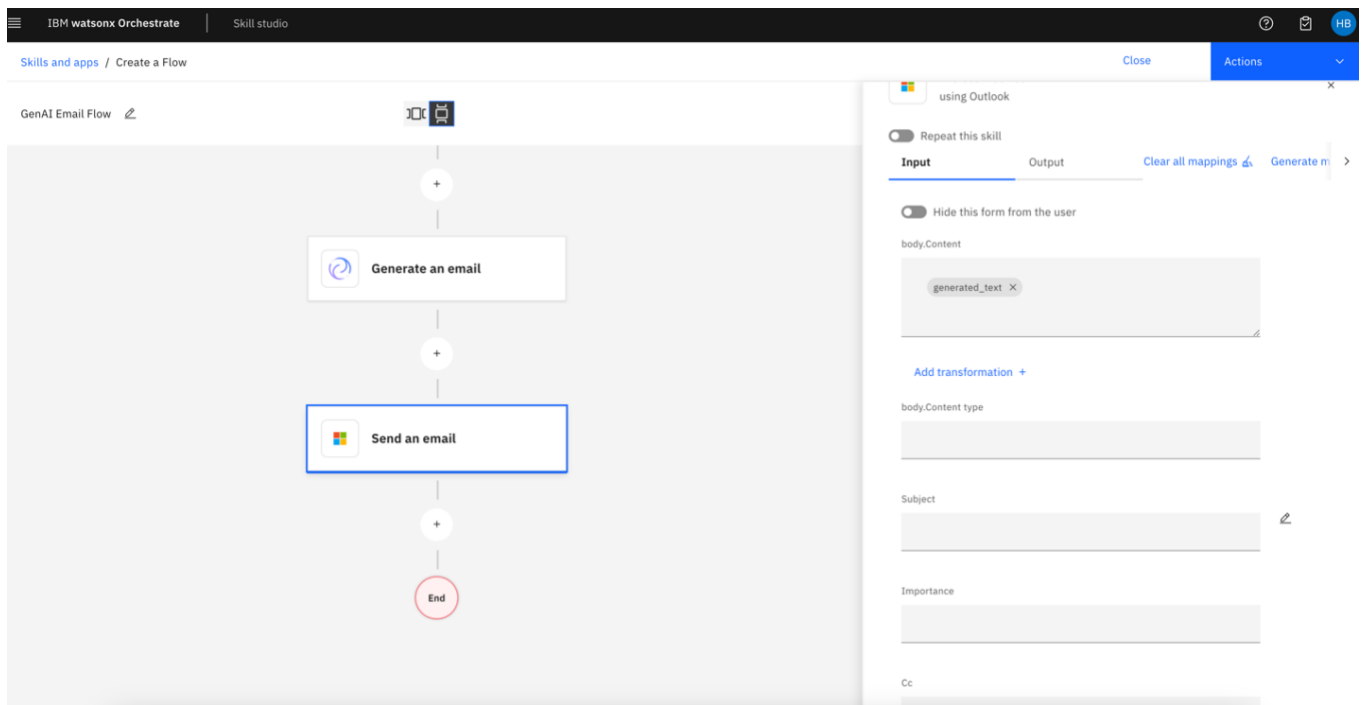 IBM watsonx Orchestrate
Skill studio
HB
Skills and apps / Create a Flow
Close
Actions
GenAI Email Flow
using Outlook
Repeat this skill
Input
Output
Clear all mappings
Generate m
Hide this form from the user
body.Content
generated_text ×
Add transformation +
body.Content type
Subject
Importance
Cc
+
Generate an email
+
Send an email
+
End